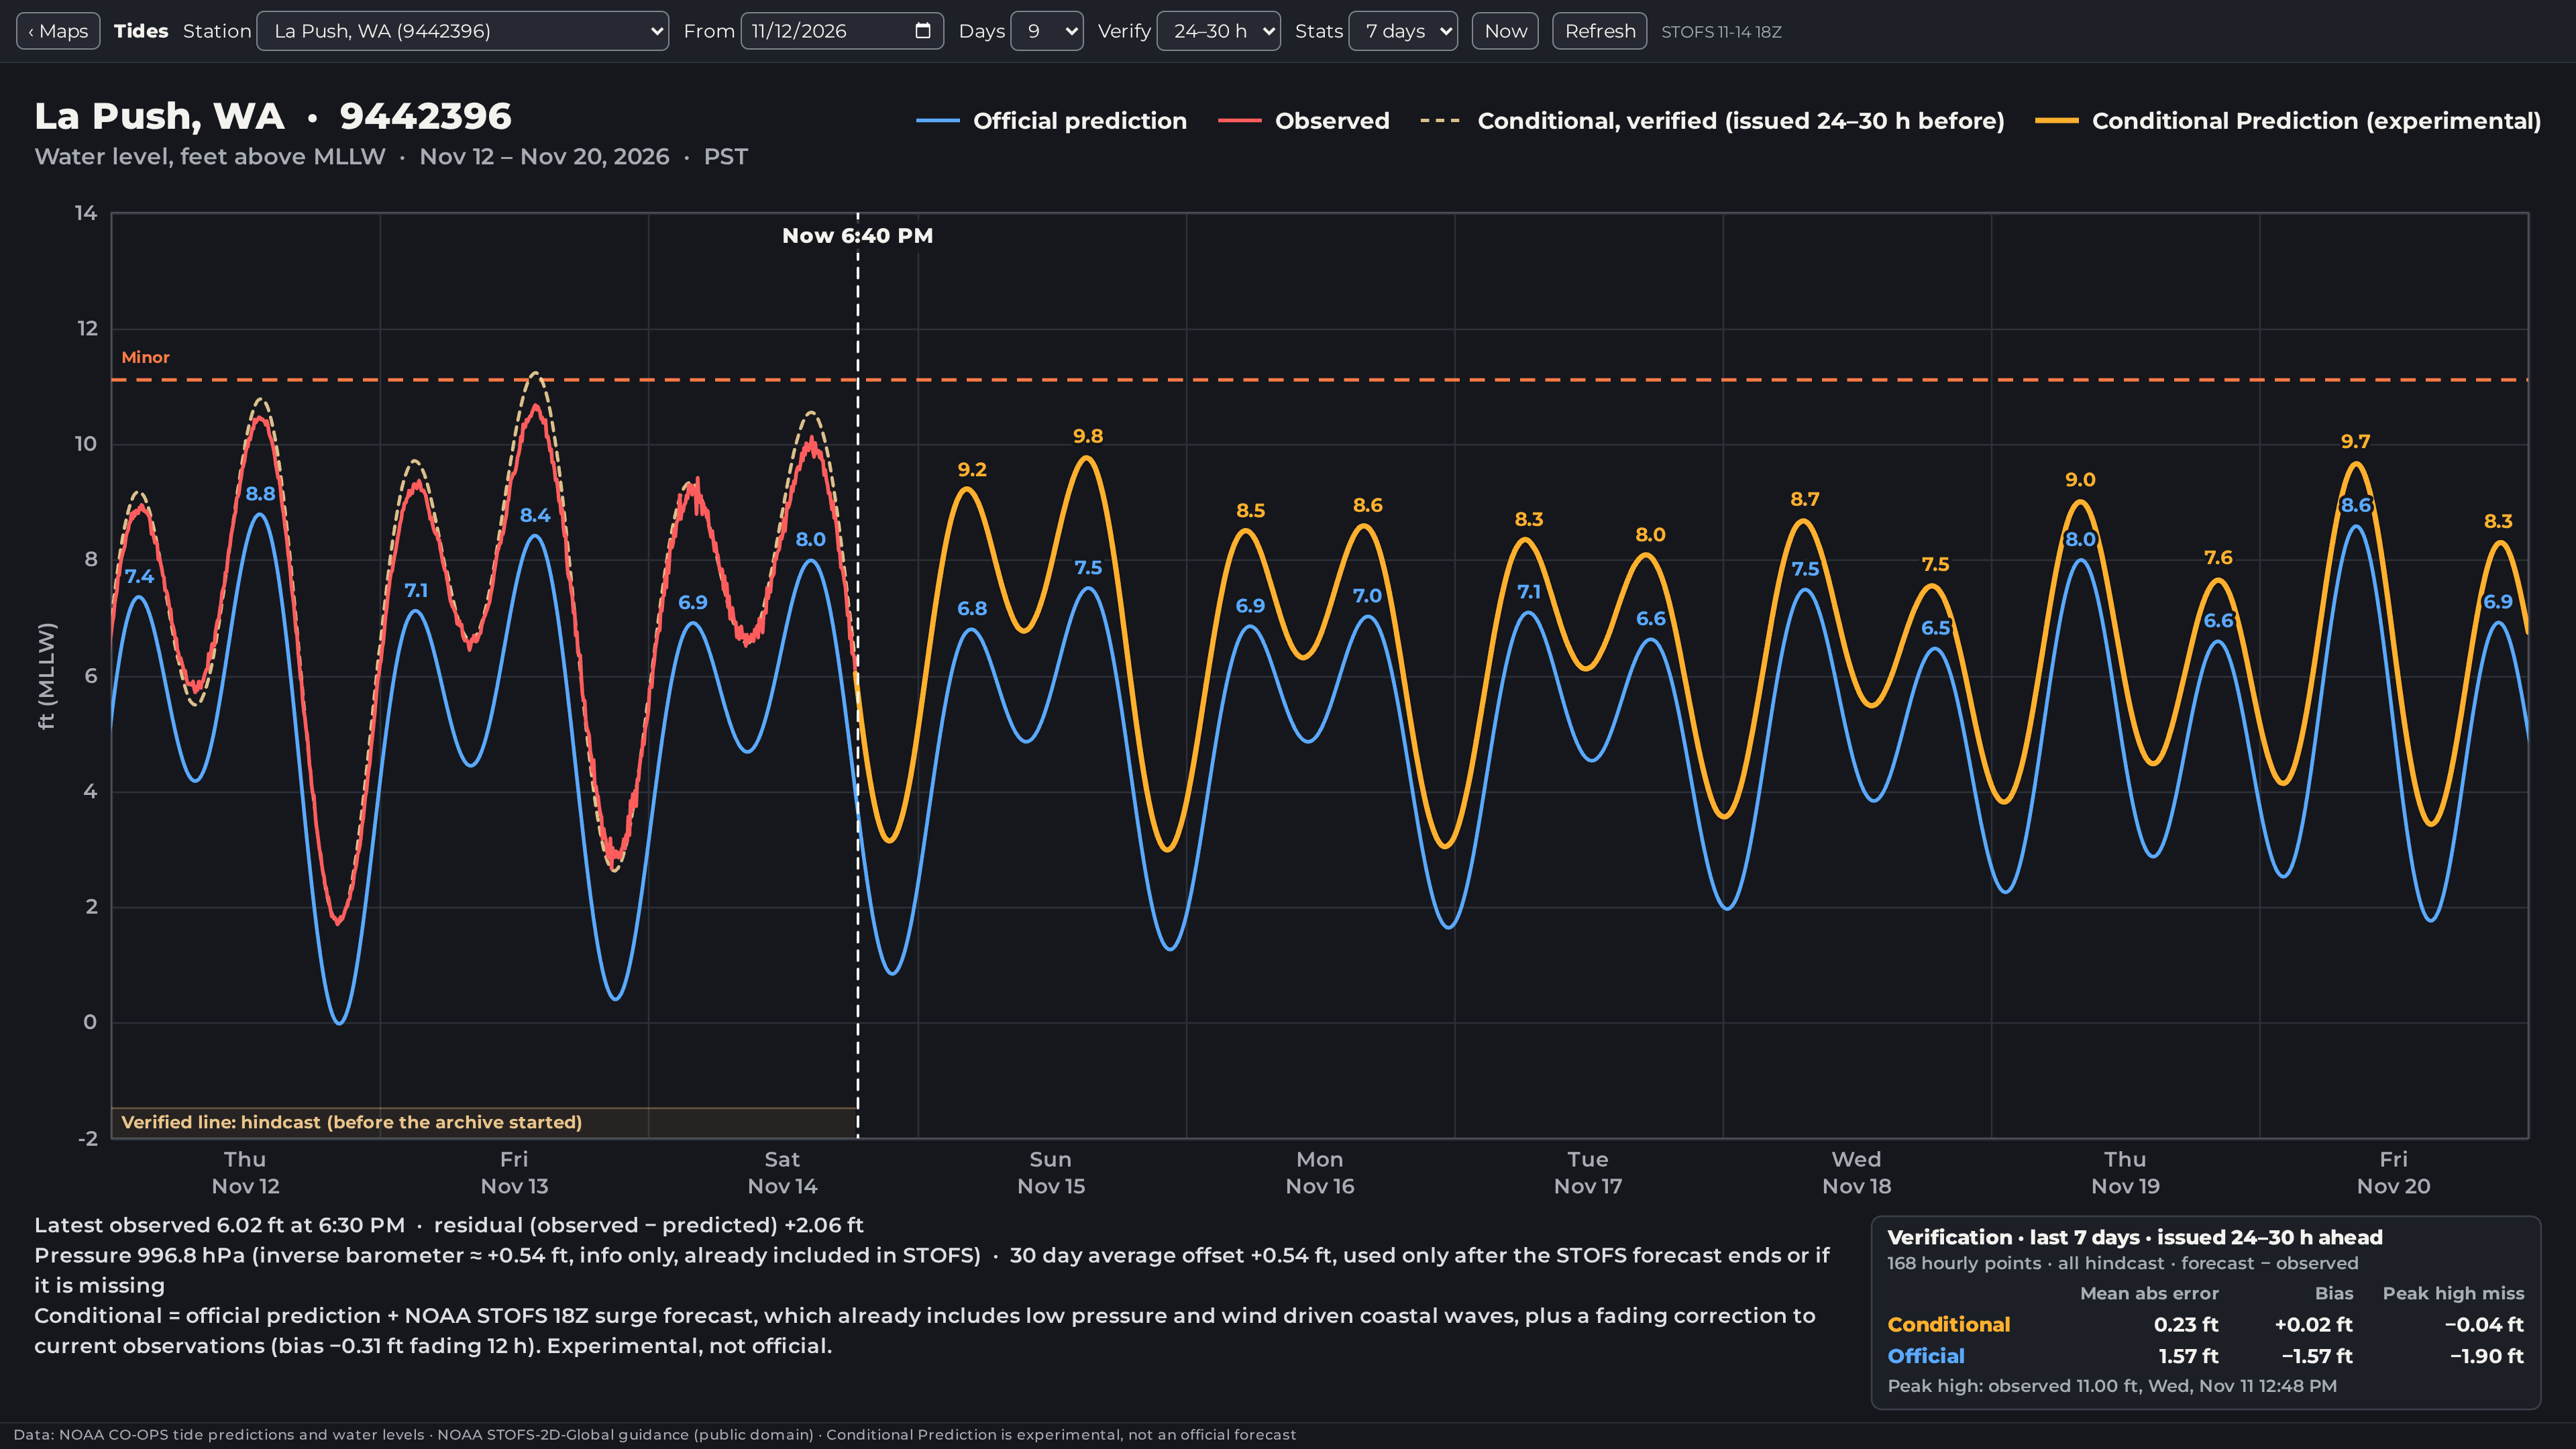 ‹ Maps Tides Station La Push, WA (9442396) From 11/12/2026 Days 9 Verify 24–30 h Stats 7 days Now Refresh STOFS 11-14 18Z
La Push, WA · 9442396
Water level, feet above MLLW · Nov 12 – Nov 20, 2026 · PST
Official prediction Observed Conditional, verified (issued 24–30 h before) Conditional Prediction (experimental)
Now 6:40 PM
Minor
14
12
10
8
6
4
2
0
-2
ft (MLLW)
7.4 8.8 7.1 8.4 6.9 8.0
9.2 9.8 8.5 8.6 8.3 8.0 8.7 7.5 9.0 7.6 9.7 8.3
6.8 7.5 6.9 7.0 7.1 6.6 7.5 6.5 8.0 6.6 8.6 6.9
Verified line: hindcast (before the archive started)
Thu Fri Sat Sun Mon Tue Wed Thu Fri
Nov 12 Nov 13 Nov 14 Nov 15 Nov 16 Nov 17 Nov 18 Nov 19 Nov 20
Latest observed 6.02 ft at 6:30 PM · residual (observed − predicted) +2.06 ft
Pressure 996.8 hPa (inverse barometer ≈ +0.54 ft, info only, already included in STOFS) · 30 day average offset +0.54 ft, used only after the STOFS forecast ends or if
it is missing
Conditional = official prediction + NOAA STOFS 18Z surge forecast, which already includes low pressure and wind driven coastal waves, plus a fading correction to
current observations (bias −0.31 ft fading 12 h). Experimental, not official.
Verification · last 7 days · issued 24–30 h ahead
168 hourly points · all hindcast · forecast − observed
Mean abs error Bias Peak high miss
Conditional 0.23 ft +0.02 ft −0.04 ft
Official 1.57 ft −1.57 ft −1.90 ft
Peak high: observed 11.00 ft, Wed, Nov 11 12:48 PM
Data: NOAA CO-OPS tide predictions and water levels · NOAA STOFS-2D-Global guidance (public domain) · Conditional Prediction is experimental, not an official forecast